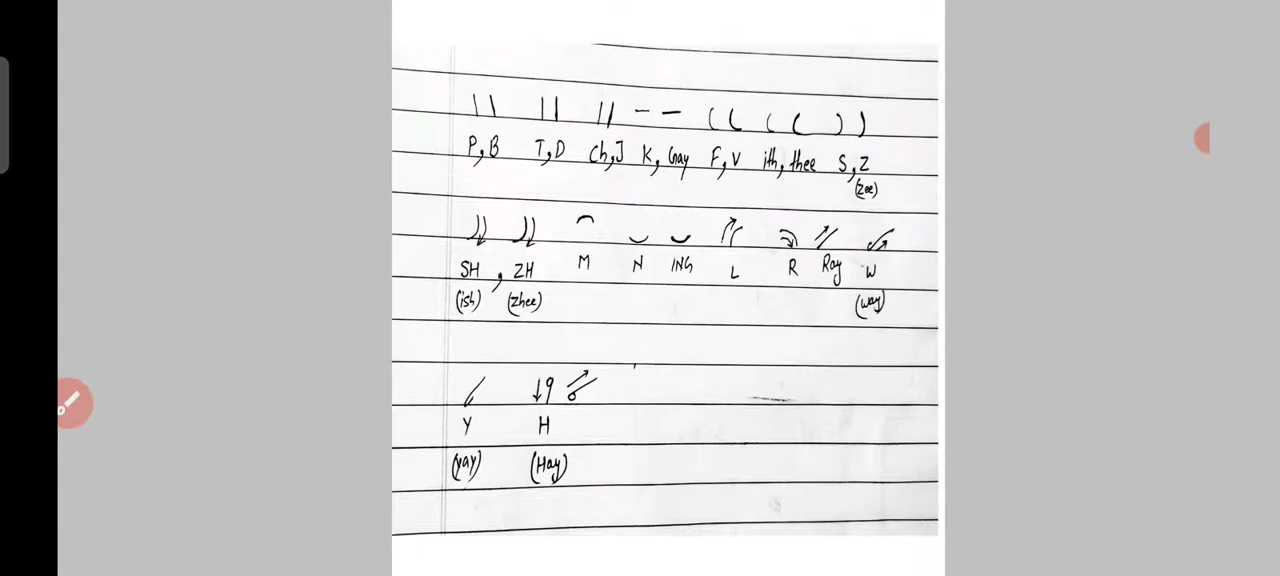 P, B T, D Ch, J K, Gay F, V ith, thee S, Z
(Zee)
SH, ZH M N ING L R Ray W
(ish) (Zhee) (way)
Y H
(yay) (Hay)